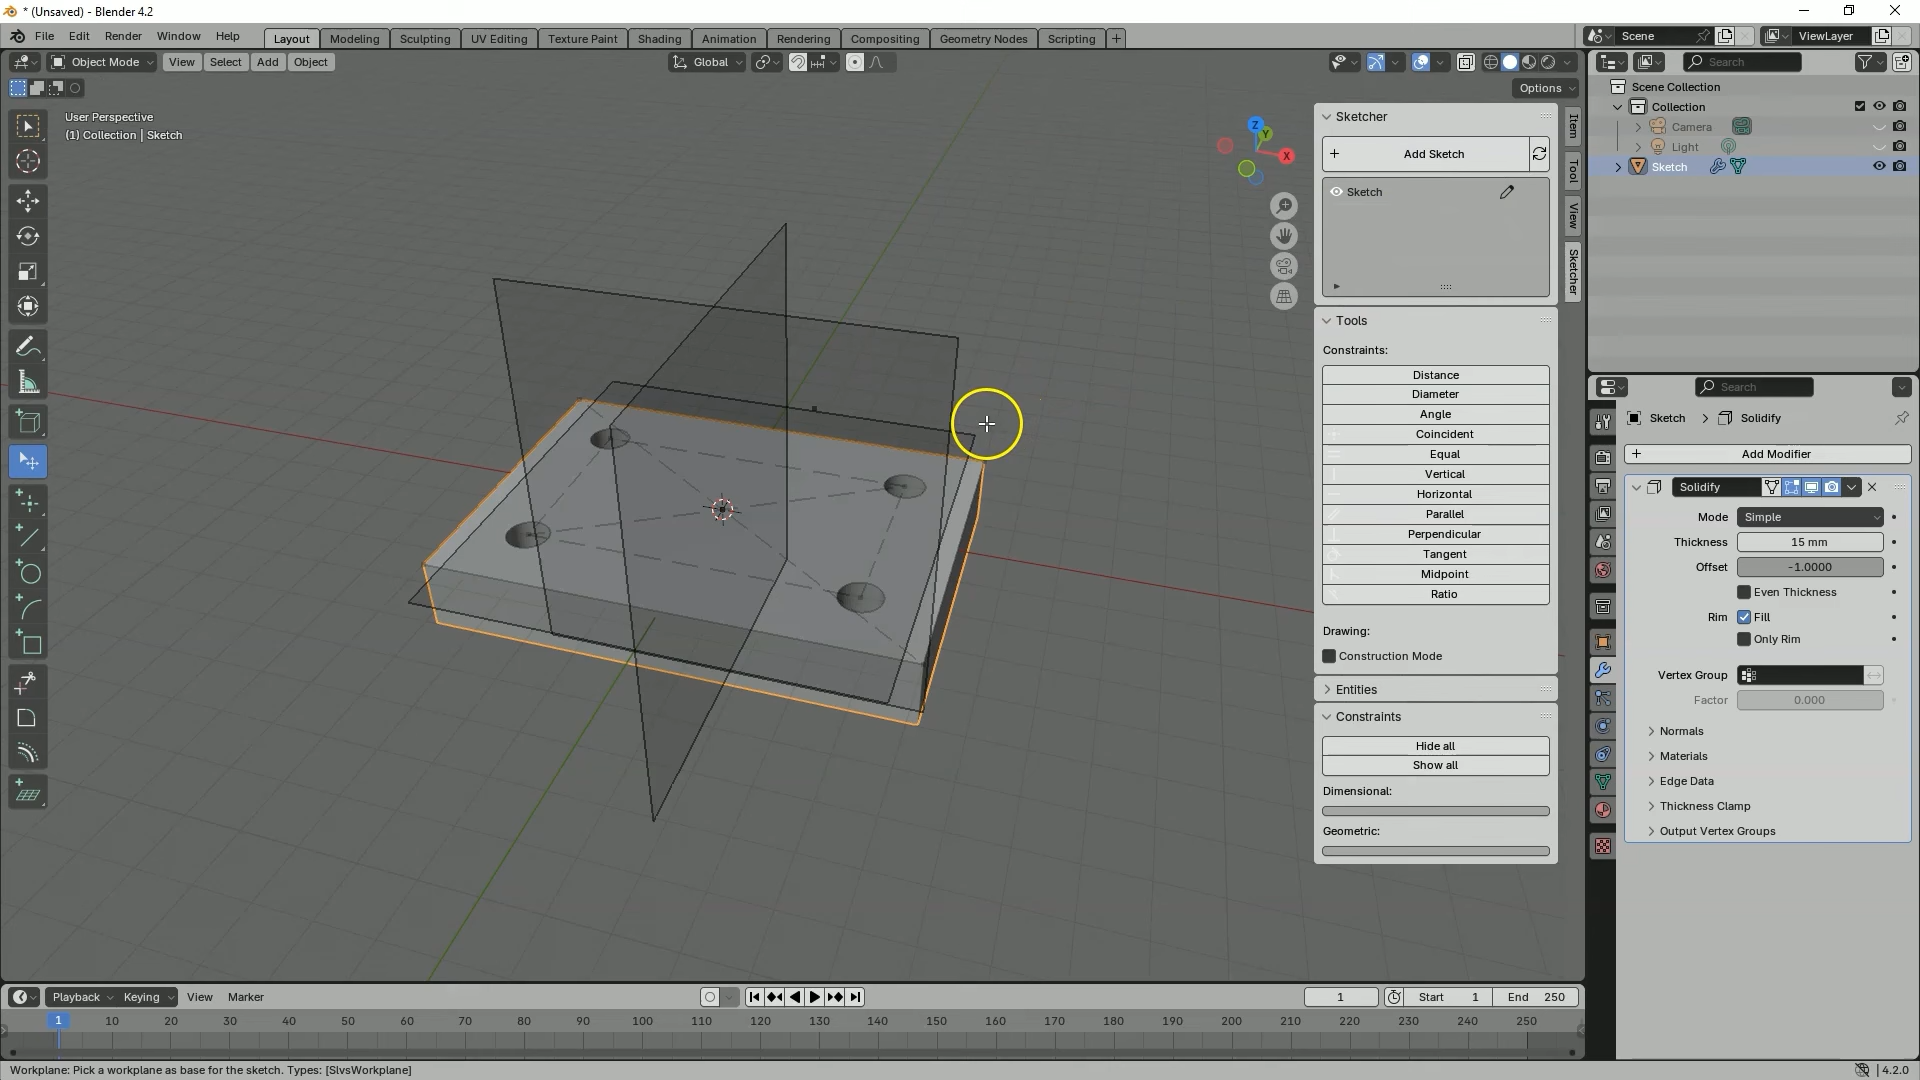 * (Unsaved) - Blender 4.2
File Edit Render Window Help
Layout Modeling Sculpting UV Editing Texture Paint Shading Animation Rendering Compositing Geometry Nodes Scripting +
Scene
ViewLayer
Object Mode View Select Add Object
Global
Search
Options
User Perspective
(1) Collection | Sketch
Z
Y
X
Sketcher
+ Add Sketch
Sketch
Tools
Constraints:
Distance
Diameter
Angle
Coincident
Equal
Vertical
Horizontal
Parallel
Perpendicular
Tangent
Midpoint
Ratio
Drawing:
Construction Mode
Entities
Constraints
Hide all
Show all
Dimensional:
Geometric:
Item
Tool
View
Sketcher
Scene Collection
Collection
Camera
Light
Sketch
Search
Sketch > Solidify
+ Add Modifier
Solidify
Mode Simple
Thickness 15 mm
Offset -1.0000
Even Thickness
Rim Fill
Only Rim
Vertex Group
Factor 0.000
Normals
Materials
Edge Data
Thickness Clamp
Output Vertex Groups
Playback Keying View Marker
1
Start 1
End 250
1 10 20 30 40 50 60 70 80 90 100 110 120 130 140 150 160 170 180 190 200 210 220 230 240 250
Workplane: Pick a workplane as base for the sketch. Types: [SlvsWorkplane]
4.2.0